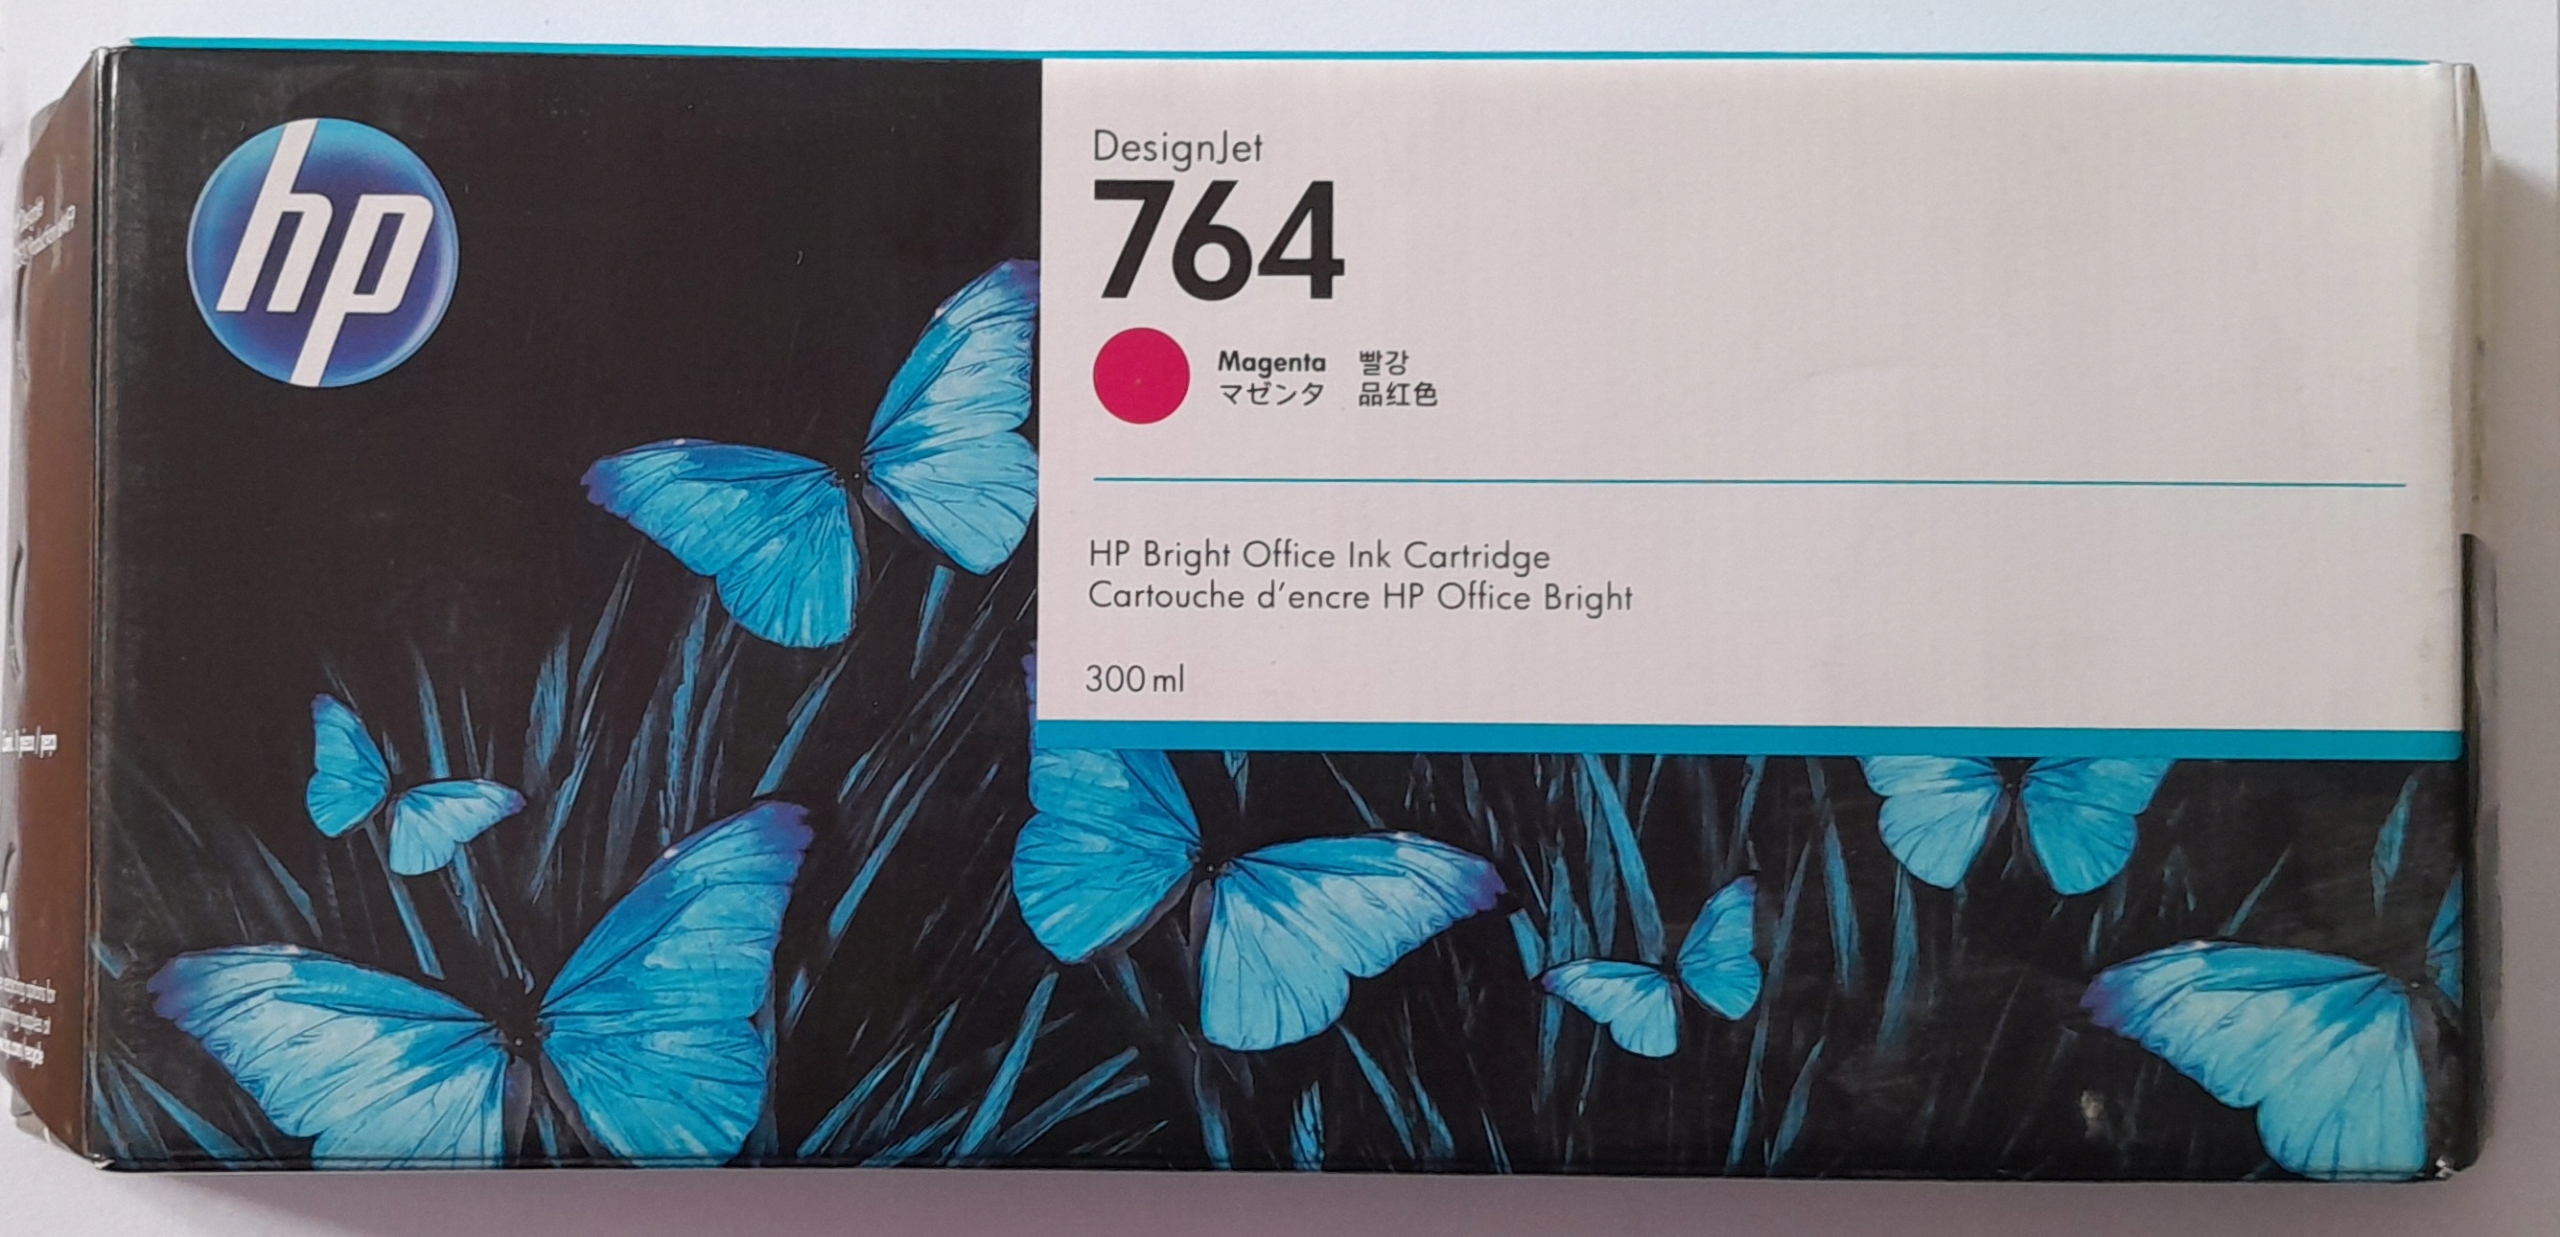 hp
DesignJet
764
Magenta 빨강
マゼンタ 品红色
HP Bright Office Ink Cartridge
Cartouche d'encre HP Office Bright
300 ml